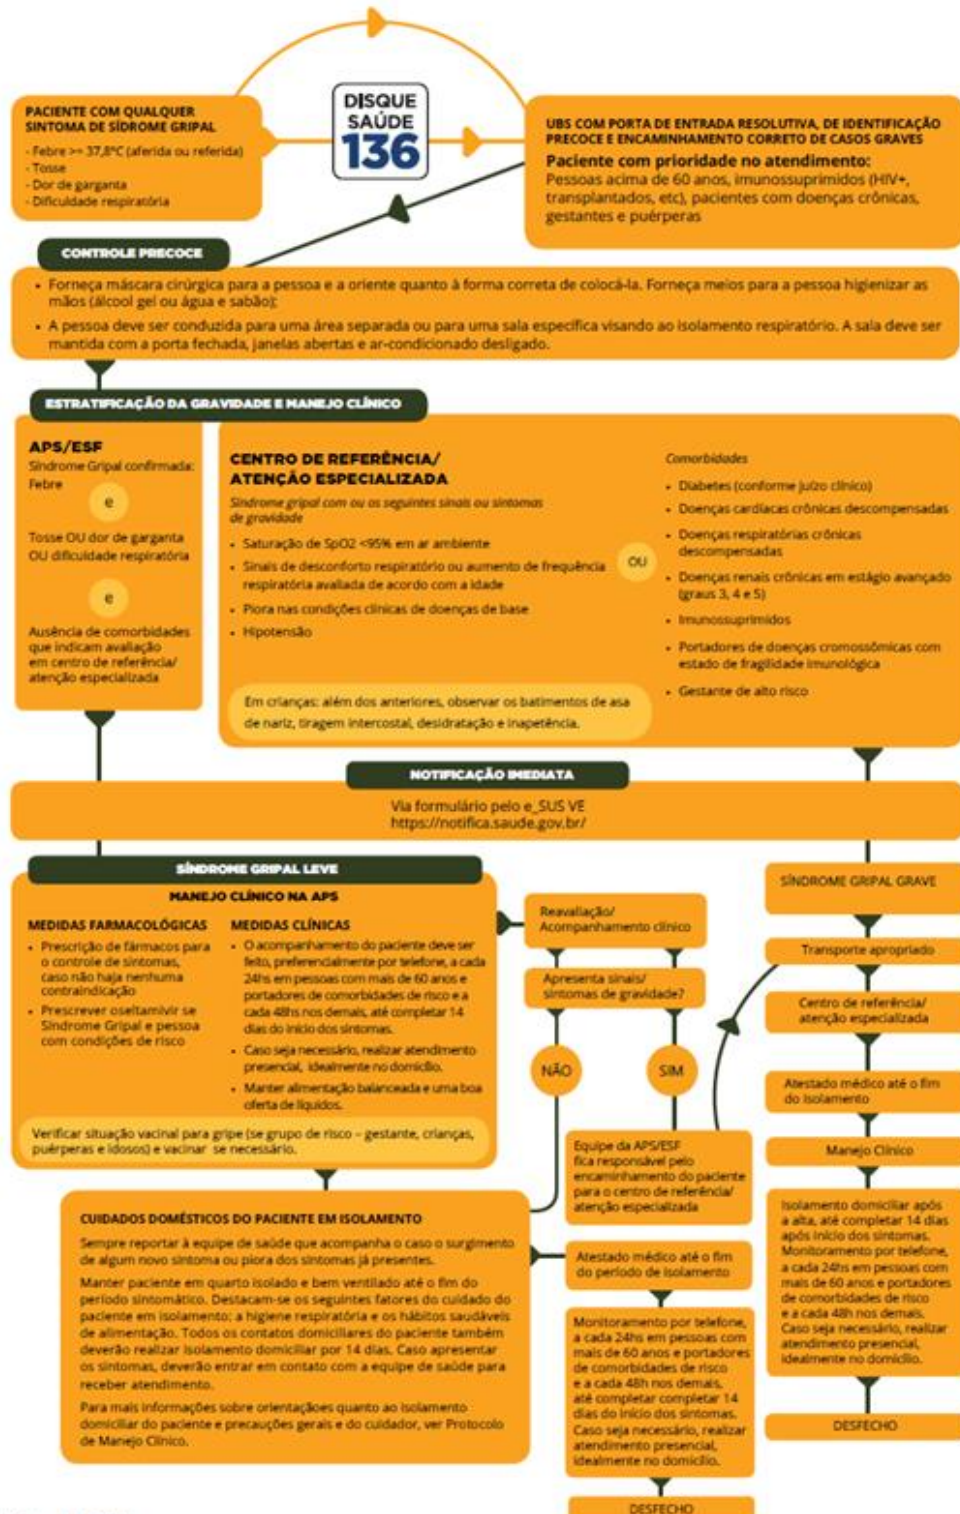 PACIENTE COM QUALQUER
SINTOMA DE SÍDROME GRIPAL
- Febre >= 37,8°C (aferida ou referida)
- Tosse
- Dor de garganta
- Dificuldade respiratória
DISQUE
SAÚDE
136
UBS COM PORTA DE ENTRADA RESOLUTIVA, DE IDENTIFICAÇÃO
PRECOCE E ENCAMINHAMENTO CORRETO DE CASOS GRAVES
Paciente com prioridade no atendimento:
Pessoas acima de 60 anos, imunossuprimidos (HIV+,
transplantados, etc), pacientes com doenças crônicas,
gestantes e puérperas
CONTROLE PRECOCE
• Forneça máscara cirúrgica para a pessoa e a oriente quanto à forma correta de colocá-la. Forneça meios para a pessoa higienizar as
mãos (álcool gel ou água e sabão);
• A pessoa deve ser conduzida para uma área separada ou para uma sala específica visando ao isolamento respiratório. A sala deve ser
mantida com a porta fechada, janelas abertas e ar-condicionado desligado.
ESTRATIFICAÇÃO DA GRAVIDADE E MANEJO CLÍNICO
APS/ESF
Síndrome Gripal confirmada:
Febre
e
Tosse OU dor de garganta
OU dificuldade respiratória
e
Ausência de comorbidades
que indicam avaliação
em centro de referência/
atenção especializada
CENTRO DE REFERÊNCIA/
ATENÇÃO ESPECIALIZADA
Síndrome gripal com ou os seguintes sinais ou sintomas
de gravidade
• Saturação de SpO2 <95% em ar ambiente
• Sinais de desconforto respiratório ou aumento de frequência
respiratória avaliada de acordo com a idade
• Piora nas condições clínicas de doenças de base
• Hipotensão
OU
Comorbidades
• Diabetes (conforme juízo clínico)
• Doenças cardíacas crônicas descompensadas
• Doenças respiratórias crônicas
descompensadas
• Doenças renais crônicas em estágio avançado
(graus 3, 4 e 5)
• Imunossuprimidos
• Portadores de doenças cromossômicas com
estado de fragilidade imunológica
• Gestante de alto risco
Em crianças: além dos anteriores, observar os batimentos de asa
de nariz, tiragem intercostal, desidratação e inapetência.
NOTIFICAÇÃO IMEDIATA
Via formulário pelo e_SUS VE
https://notifica.saude.gov.br/
SÍNDROME GRIPAL LEVE
MANEJO CLÍNICO NA APS
MEDIDAS FARMACOLÓGICAS
• Prescrição de fármacos para
o controle de sintomas,
caso não haja nenhuma
contraindicação
• Prescrever oseltamivir se
Síndrome Gripal e pessoa
com condições de risco
MEDIDAS CLÍNICAS
• O acompanhamento do paciente deve ser
feito, preferencialmente por telefone, a cada
24hs em pessoas com mais de 60 anos e
portadores de comorbidades de risco e a
cada 48hs nos demais, até completar 14
dias do início dos sintomas.
• Caso seja necessário, realizar atendimento
presencial, idealmente no domicílio.
• Manter alimentação balanceada e uma boa
oferta de líquidos.
Verificar situação vacinal para gripe (se grupo de risco – gestante, crianças,
puérperas e idosos) e vacinar se necessário.
Reavaliação/
Acompanhamento clínico
Apresenta sinais/
sintomas de gravidade?
NÃO
SIM
Equipe da APS/ESF
fica responsável pelo
encaminhamento do paciente
para o centro de referência/
atenção especializada
SÍNDROME GRIPAL GRAVE
Transporte apropriado
Centro de referência/
atenção especializada
Atestado médico até o fim
do isolamento
Manejo Clínico
Isolamento domiciliar após
a alta, até completar 14 dias
após início dos sintomas.
Monitoramento por telefone,
a cada 24hs em pessoas com
mais de 60 anos e portadores
de comorbidades de risco
e a cada 48h nos demais.
Caso seja necessário, realizar
atendimento presencial,
idealmente no domicílio.
DESFECHO
CUIDADOS DOMÉSTICOS DO PACIENTE EM ISOLAMENTO
Sempre reportar à equipe de saúde que acompanha o caso o surgimento
de algum novo sintoma ou piora dos sintomas já presentes.
Manter paciente em quarto isolado e bem ventilado até o fim do
período sintomático. Destacam-se os seguintes fatores do cuidado do
paciente em isolamento: a higiene respiratória e os hábitos saudáveis
de alimentação. Todos os contatos domiciliares do paciente também
deverão realizar isolamento domiciliar por 14 dias. Caso apresentar
os sintomas, deverão entrar em contato com a equipe de saúde para
receber atendimento.
Para mais informações sobre orientaçãoes quanto ao isolamento
domiciliar do paciente e precauções gerais e do cuidador, ver Protocolo
de Manejo Clínico.
Atestado médico até o fim
do período de isolamento
Monitoramento por telefone,
a cada 24hs em pessoas com
mais de 60 anos e portadores
de comorbidades de risco
e a cada 48h nos demais,
até completar completar 14
dias do início dos sintomas.
Caso seja necessário, realizar
atendimento presencial,
idealmente no domicílio.
DESFECHO